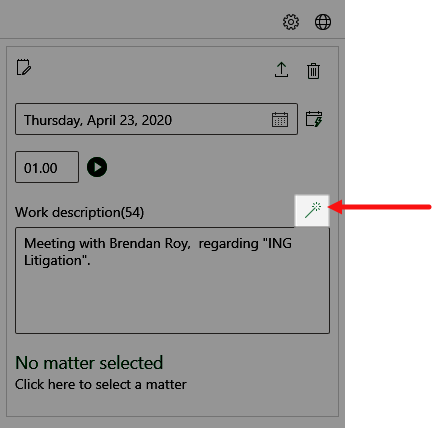 Thursday, April 23, 2020
01.00
Work description(54)
Meeting with Brendan Roy,  regarding "ING
Litigation".
No matter selected
Click here to select a matter